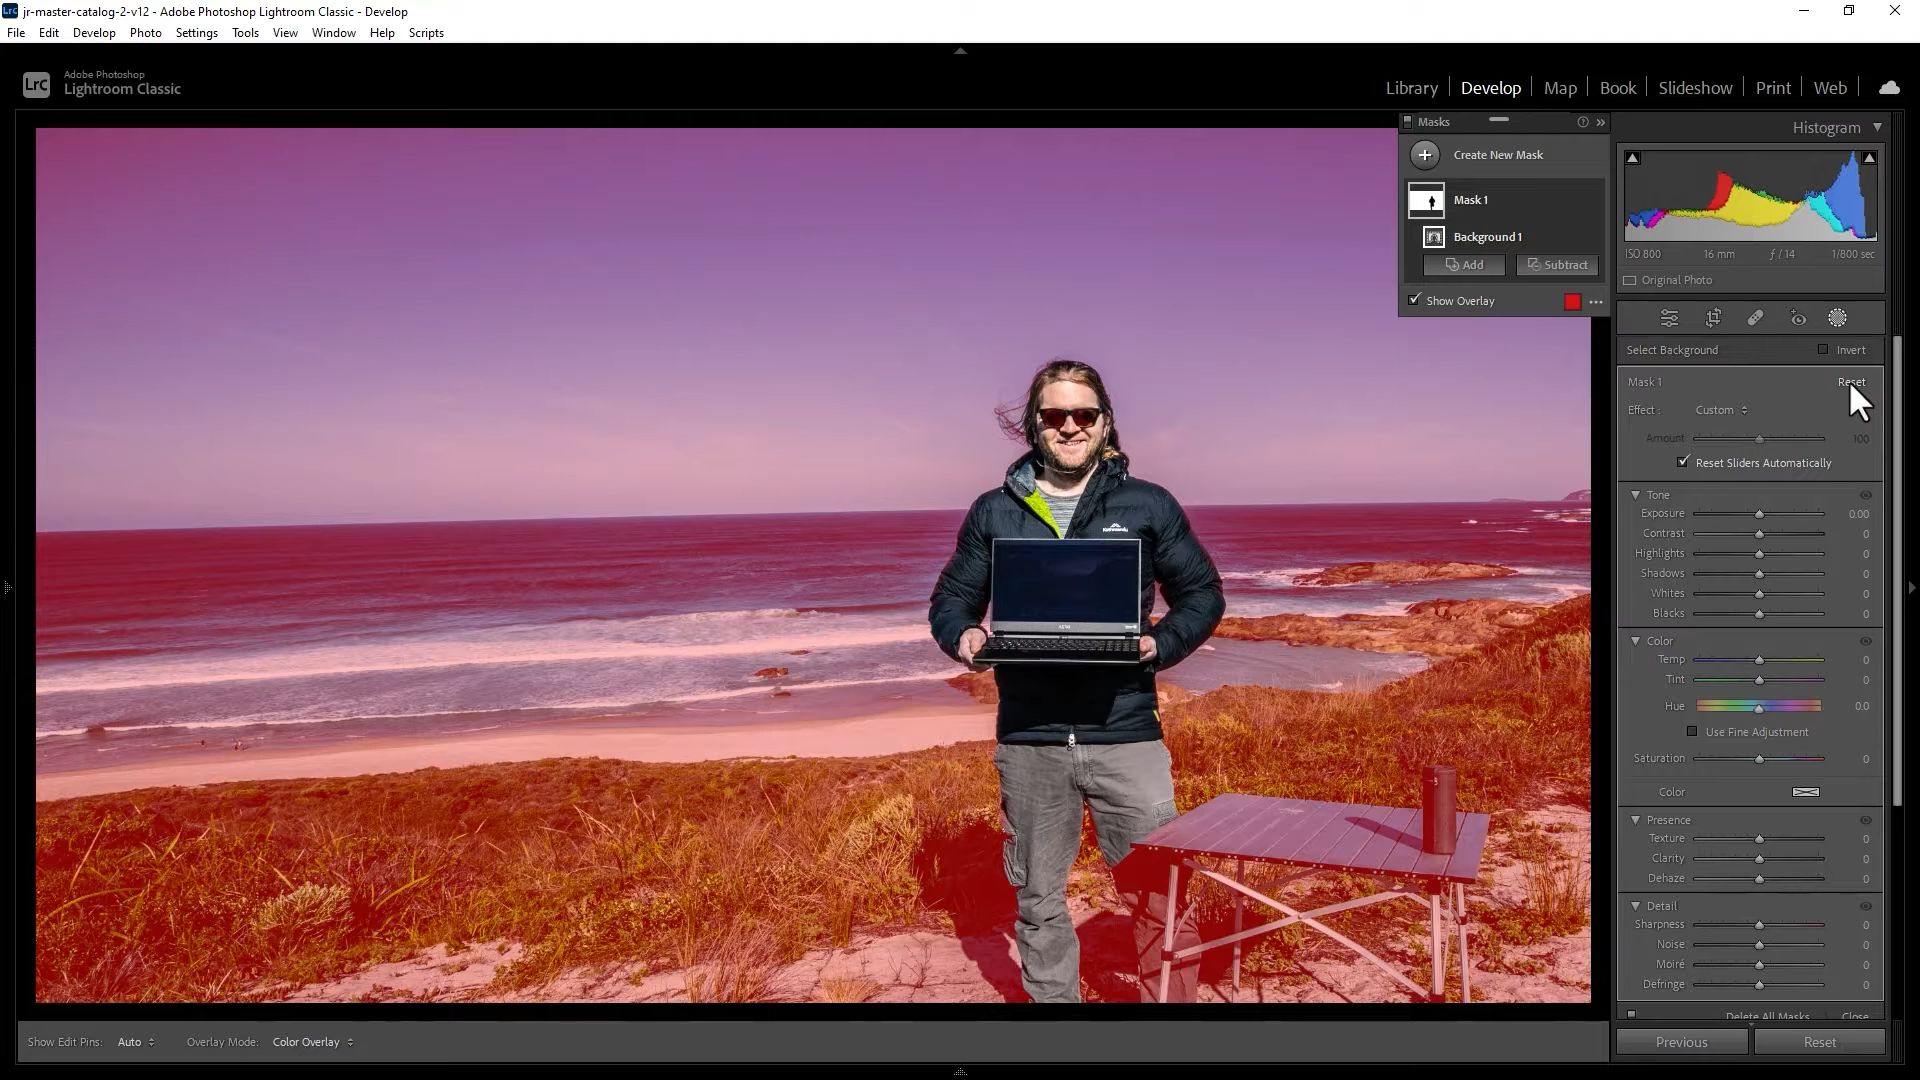 jr-master-catalog-2-v12 - Adobe Photoshop Lightroom Classic - Develop
File Edit Develop Photo Settings Tools View Window Help Scripts
LrC Adobe Photoshop
Lightroom Classic
Library Develop Map Book Slideshow Print Web
Masks
Create New Mask
Mask 1
Background 1
Add Subtract
Show Overlay
Histogram
ISO 800 16 mm ƒ / 14 1/800 sec
Original Photo
Select Background Invert
Mask 1 Reset
Effect : Custom
Amount 100
Reset Sliders Automatically
Tone
Exposure 0.00
Contrast 0
Highlights 0
Shadows 0
Whites 0
Blacks 0
Color
Temp 0
Tint 0
Hue 0.0
Use Fine Adjustment
Saturation 0
Color
Presence
Texture 0
Clarity 0
Dehaze 0
Detail
Sharpness 0
Noise 0
Moiré 0
Defringe 0
Delete All Masks Close
Previous Reset
Show Edit Pins: Auto Overlay Mode: Color Overlay